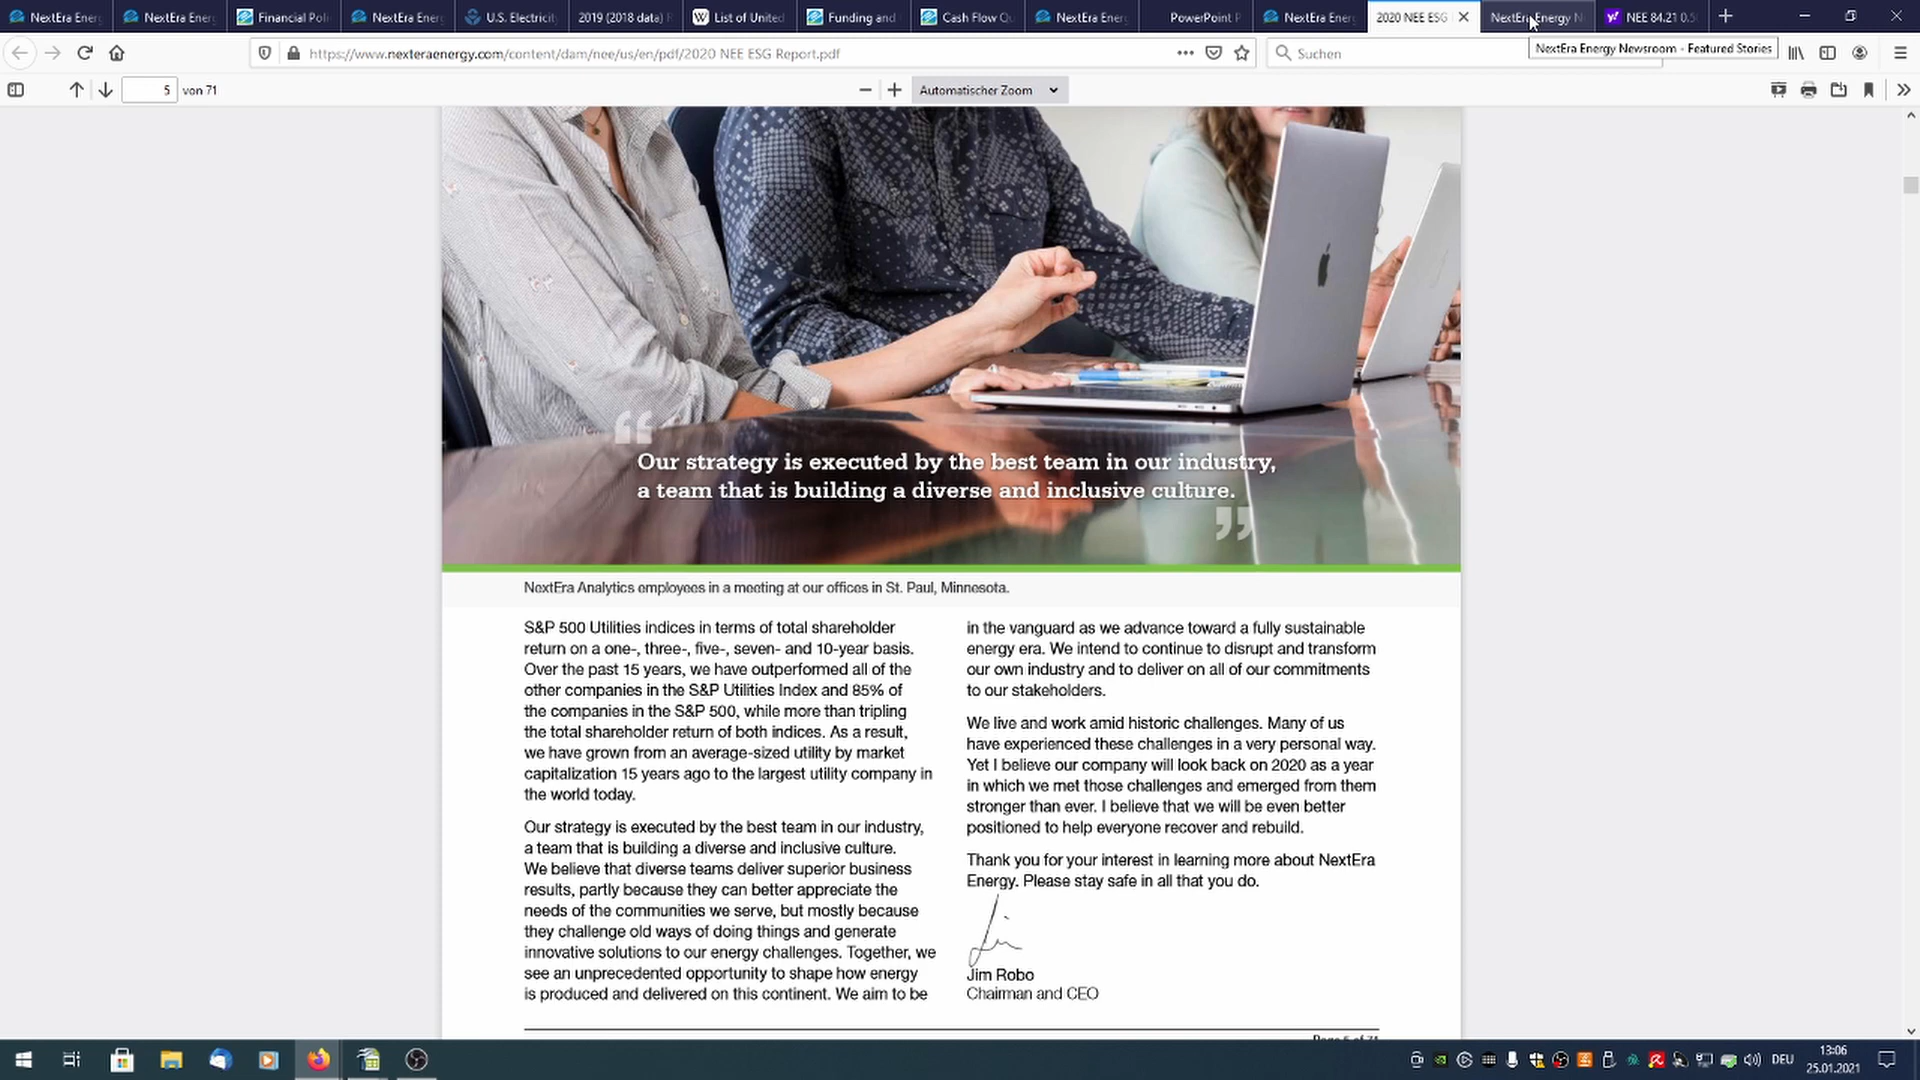 NextEra Ener
NextEra Ener
Financial Poli
NextEra Ener
U.S. Electricit
2019 (2018 data) R
List of United
Funding and
Cash Flow Q
NextEra Ener
PowerPoint P
NextEra Ener
2020 NEE ESG
NextEra Energy N
NEE 84.21 0.5
https://www.nexteraenergy.com/content/dam/nee/us/en/pdf/2020 NEE ESG Report.pdf
Suchen
NextEra Energy Newsroom - Featured Stories
5 von 71
Automatischer Zoom
“
Our strategy is executed by the best team in our industry,
a team that is building a diverse and inclusive culture.
”
NextEra Analytics employees in a meeting at our offices in St. Paul, Minnesota.
S&P 500 Utilities indices in terms of total shareholder
return on a one-, three-, five-, seven- and 10-year basis.
Over the past 15 years, we have outperformed all of the
other companies in the S&P Utilities Index and 85% of
the companies in the S&P 500, while more than tripling
the total shareholder return of both indices. As a result,
we have grown from an average-sized utility by market
capitalization 15 years ago to the largest utility company in
the world today.
Our strategy is executed by the best team in our industry,
a team that is building a diverse and inclusive culture.
We believe that diverse teams deliver superior business
results, partly because they can better appreciate the
needs of the communities we serve, but mostly because
they challenge old ways of doing things and generate
innovative solutions to our energy challenges. Together, we
see an unprecedented opportunity to shape how energy
is produced and delivered on this continent. We aim to be
in the vanguard as we advance toward a fully sustainable
energy era. We intend to continue to disrupt and transform
our own industry and to deliver on all of our commitments
to our stakeholders.
We live and work amid historic challenges. Many of us
have experienced these challenges in a very personal way.
Yet I believe our company will look back on 2020 as a year
in which we met those challenges and emerged from them
stronger than ever. I believe that we will be even better
positioned to help everyone recover and rebuild.
Thank you for your interest in learning more about NextEra
Energy. Please stay safe in all that you do.
Jim Robo
Chairman and CEO
DEU
13:06
25.01.2021